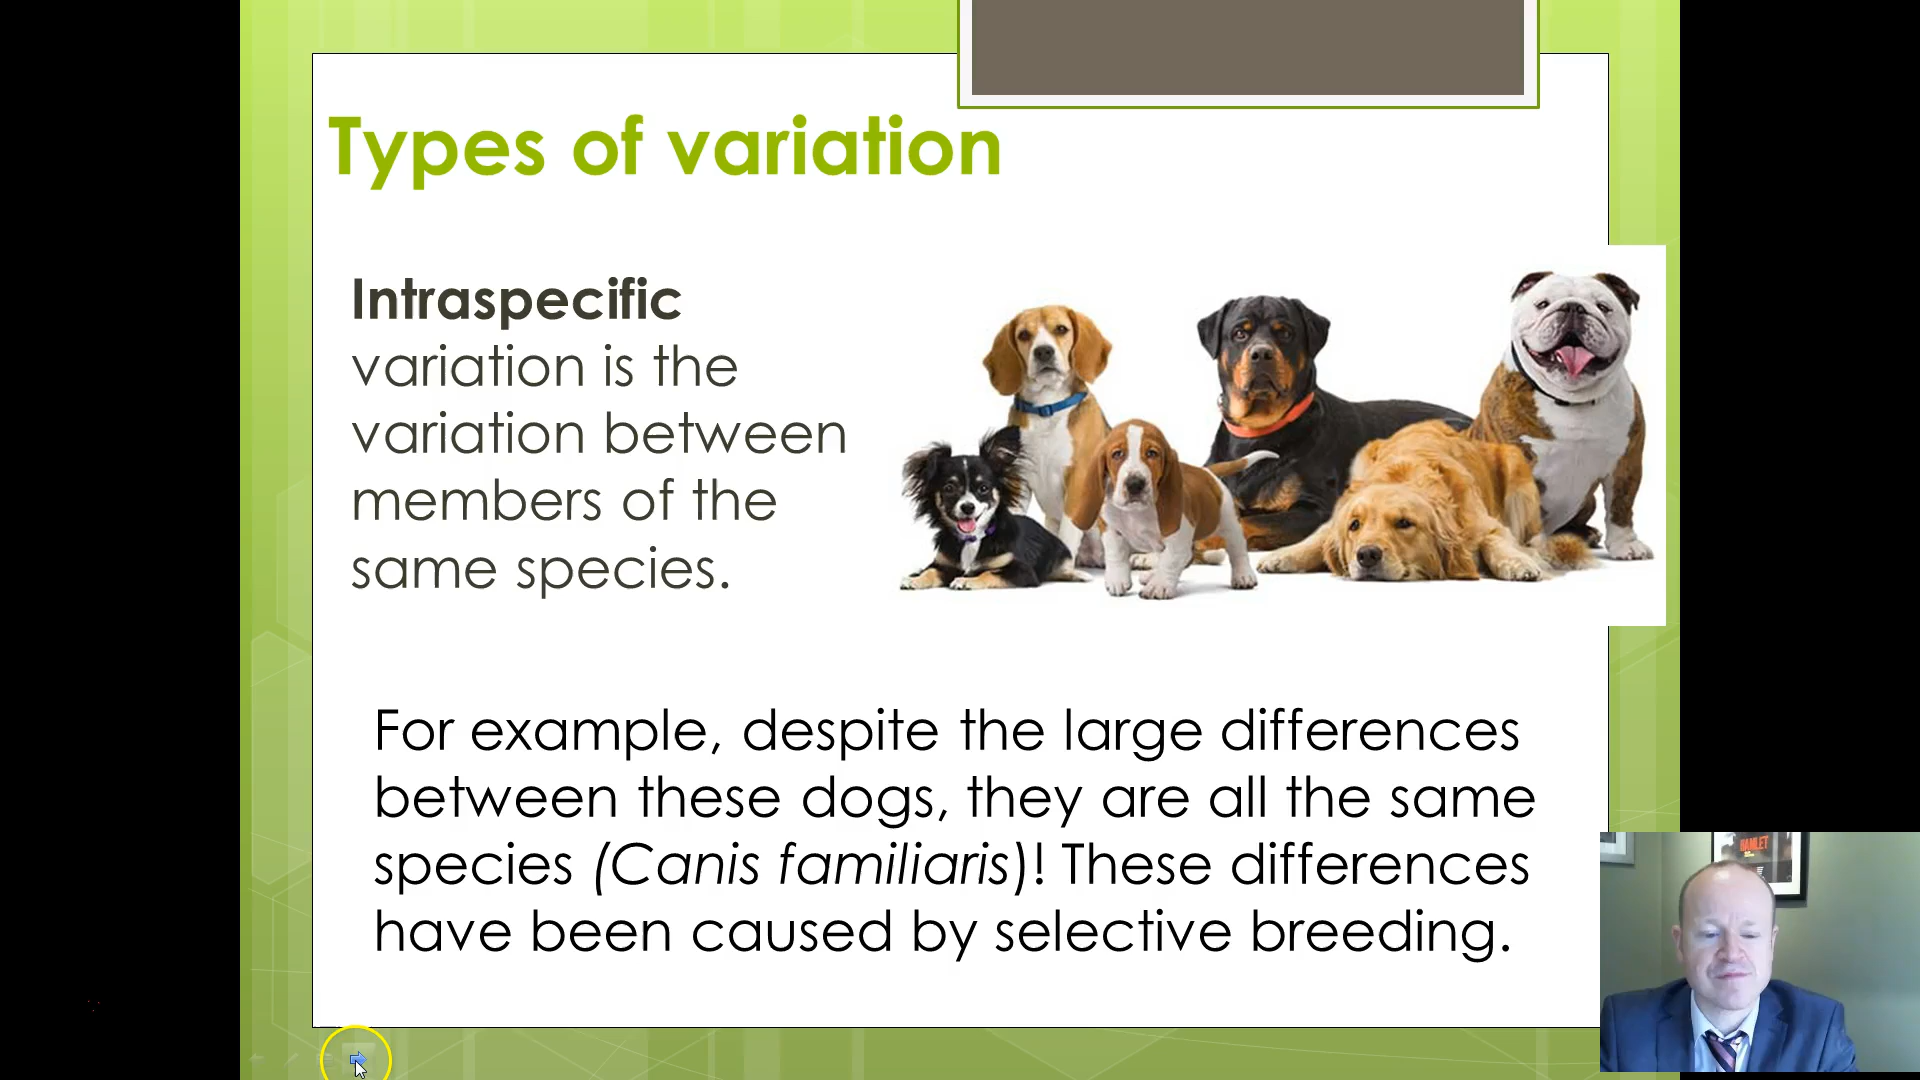 Types of variation
Intraspecific
variation is the
variation between
members of the
same species.
For example, despite the large differences
between these dogs, they are all the same
species (Canis familiaris)! These differences
have been caused by selective breeding.
HAMLET